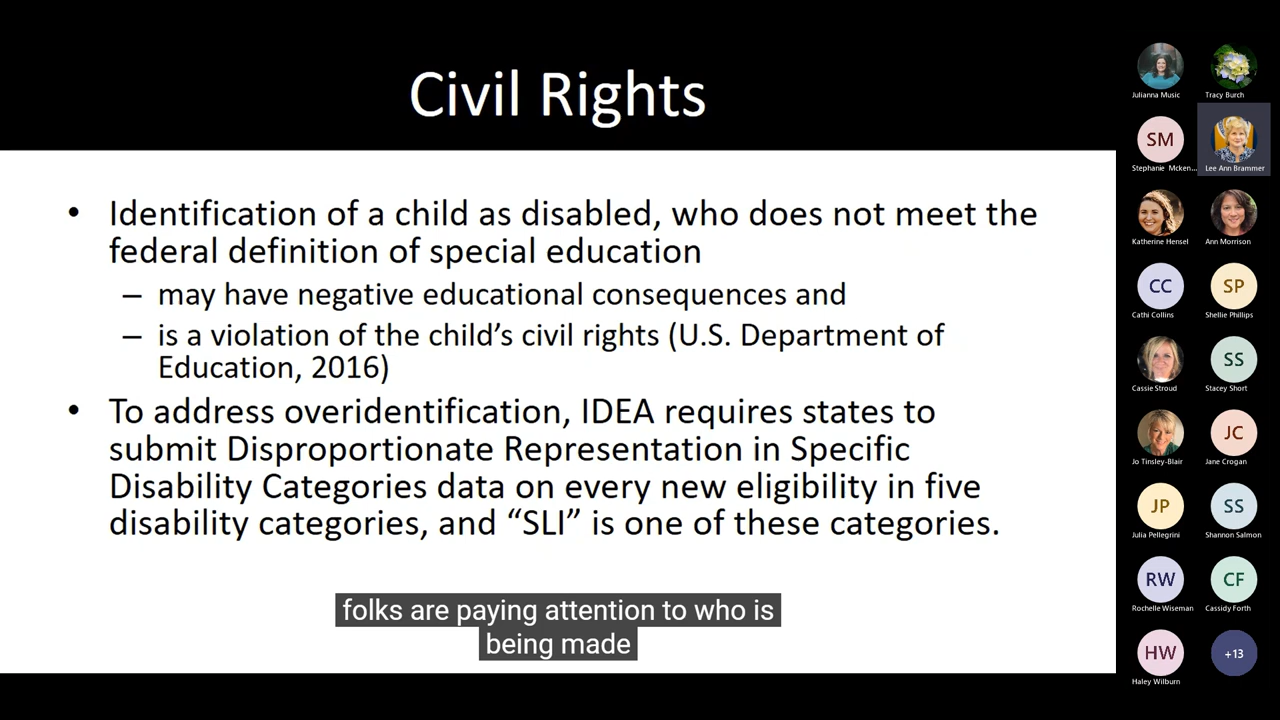 Civil Rights
• Identification of a child as disabled, who does not meet the
federal definition of special education
– may have negative educational consequences and
– is a violation of the child’s civil rights (U.S. Department of
Education, 2016)
• To address overidentification, IDEA requires states to
submit Disproportionate Representation in Specific
Disability Categories data on every new eligibility in five
disability categories, and “SLI” is one of these categories.
folks are paying attention to who is
being made
Julianna Music
Tracy Burch
SM
Stephanie Mcken...
Lee Ann Brammer
Katherine Hensel
Ann Morrison
CC
Cathi Collins
SP
Shellie Phillips
Cassie Stroud
SS
Stacey Short
Jo Tinsley-Blair
JC
Jane Crogan
JP
Julia Pellegrini
SS
Shannon Salmon
RW
Rochelle Wiseman
CF
Cassidy Forth
HW
Haley Wilburn
+13